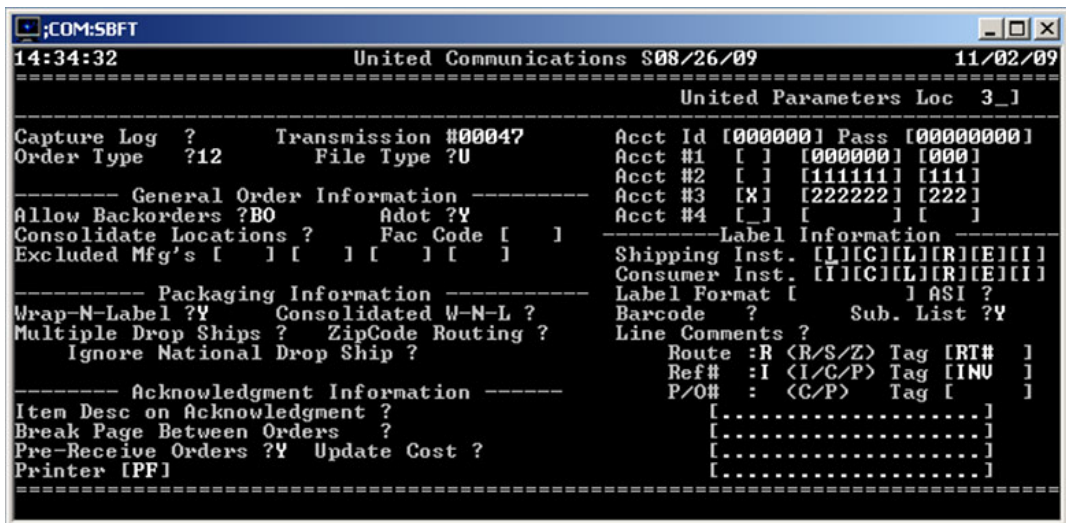 ;COM:SBFT
14:34:32 United Communications S08/26/09 11/02/09
United Parameters Loc 3_]
Capture Log ? Transmission #00047 Acct Id [000000] Pass [00000000]
Order Type ?12 File Type ?U Acct #1 [ ] [000000] [000]
Acct #2 [ ] [111111] [111]
-------- General Order Information --------- Acct #3 [X] [222222] [222]
Allow Backorders ?BO Adot ?Y Acct #4 [_] [ ] [ ]
Consolidate Locations ? Fac Code [ ] ---------Label Information --------
Excluded Mfg's [ ] [ ] [ ] [ ] Shipping Inst. [I][C][L][R][E][I]
Consumer Inst. [I][C][L][R][E][I]
---------- Packaging Information ----------- Label Format [ ] ASI ?
Wrap-N-Label ?Y Consolidated W-N-L ? Barcode ? Sub. List ?Y
Multiple Drop Ships ? ZipCode Routing ? Line Comments ?
Ignore National Drop Ship ? Route :R (R/S/Z) Tag [RT# ]
Ref# :I (I/C/P) Tag [INV ]
-------- Acknowledgment Information ------ P/O# : (C/P) Tag [ ]
Item Desc on Acknowledgment ? [....................]
Break Page Between Orders ? [....................]
Pre-Receive Orders ?Y Update Cost ? [....................]
Printer [PF] [....................]